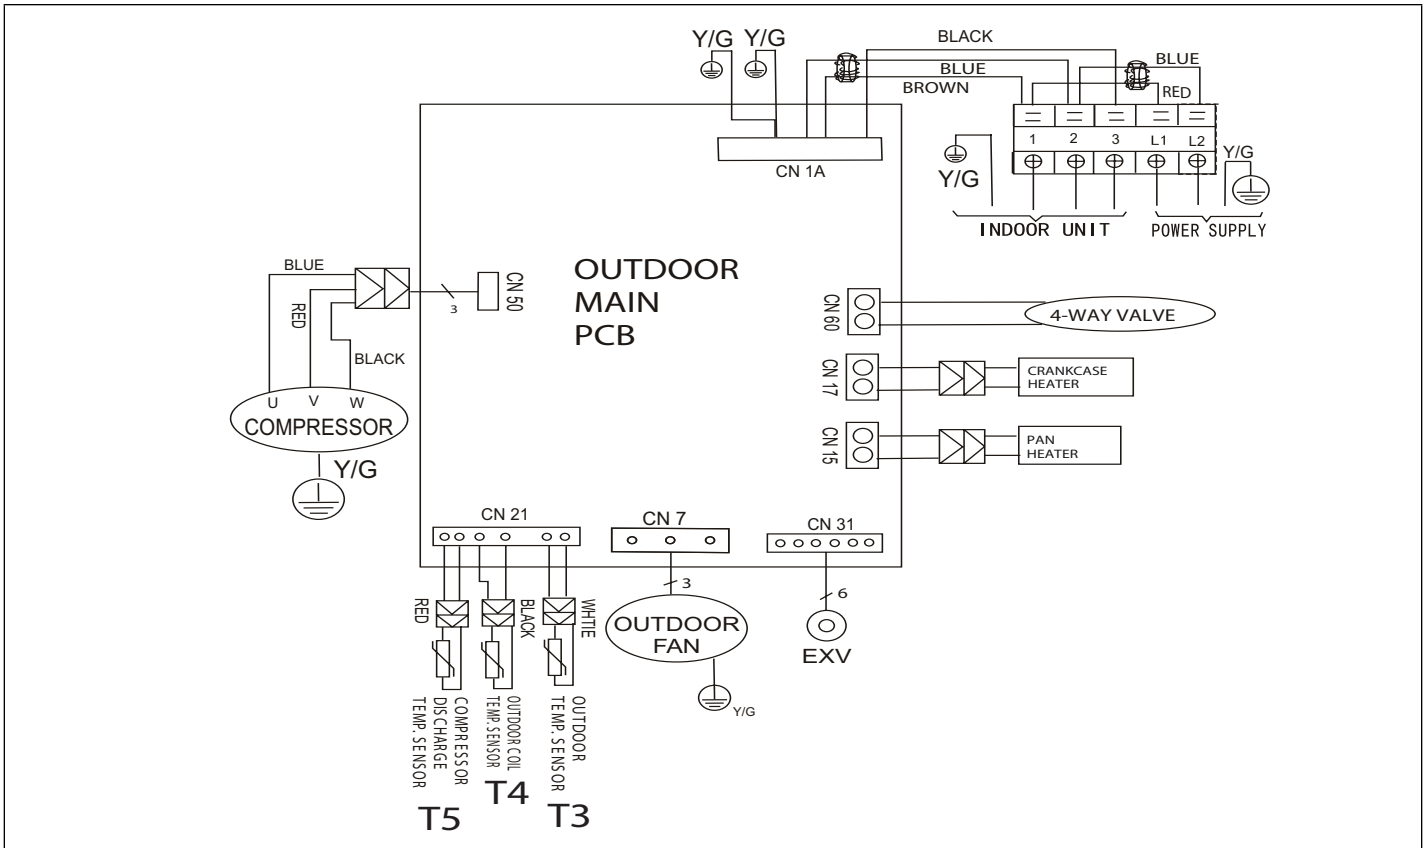 Y/G Y/G
BLACK
BLUE
BLUE
BROWN
RED
1 2 3 L1 L2
Y/G
Y/G
CN 1A
INDOOR UNIT
POWER SUPPLY
OUTDOOR
MAIN
PCB
BLUE
RED
BLACK
3
CN 50
U V W
COMPRESSOR
Y/G
CN 60
4-WAY VALVE
CN 17
CRANKCASE
HEATER
CN 15
PAN
HEATER
CN 21
CN 7
CN 31
RED
BLACK
WHTIE
3
OUTDOOR
FAN
Y/G
6
EXV
COMPRESSOR
DISCHARGE
TEMP. SENSOR
T5
OUTDOOR COIL
TEMP. SENSOR
T4
OUTDOOR
TEMP. SENSOR
T3